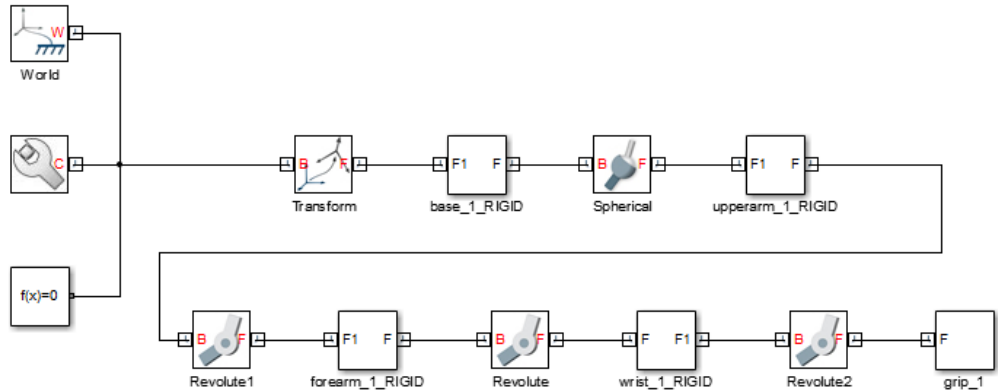 W
World
C
B F F1 F B F F1 F
Transform base_1_RIGID Spherical upperarm_1_RIGID
f(x)=0
B F F1 F B F F F1 B F F
Revolute1 forearm_1_RIGID Revolute wrist_1_RIGID Revolute2 grip_1